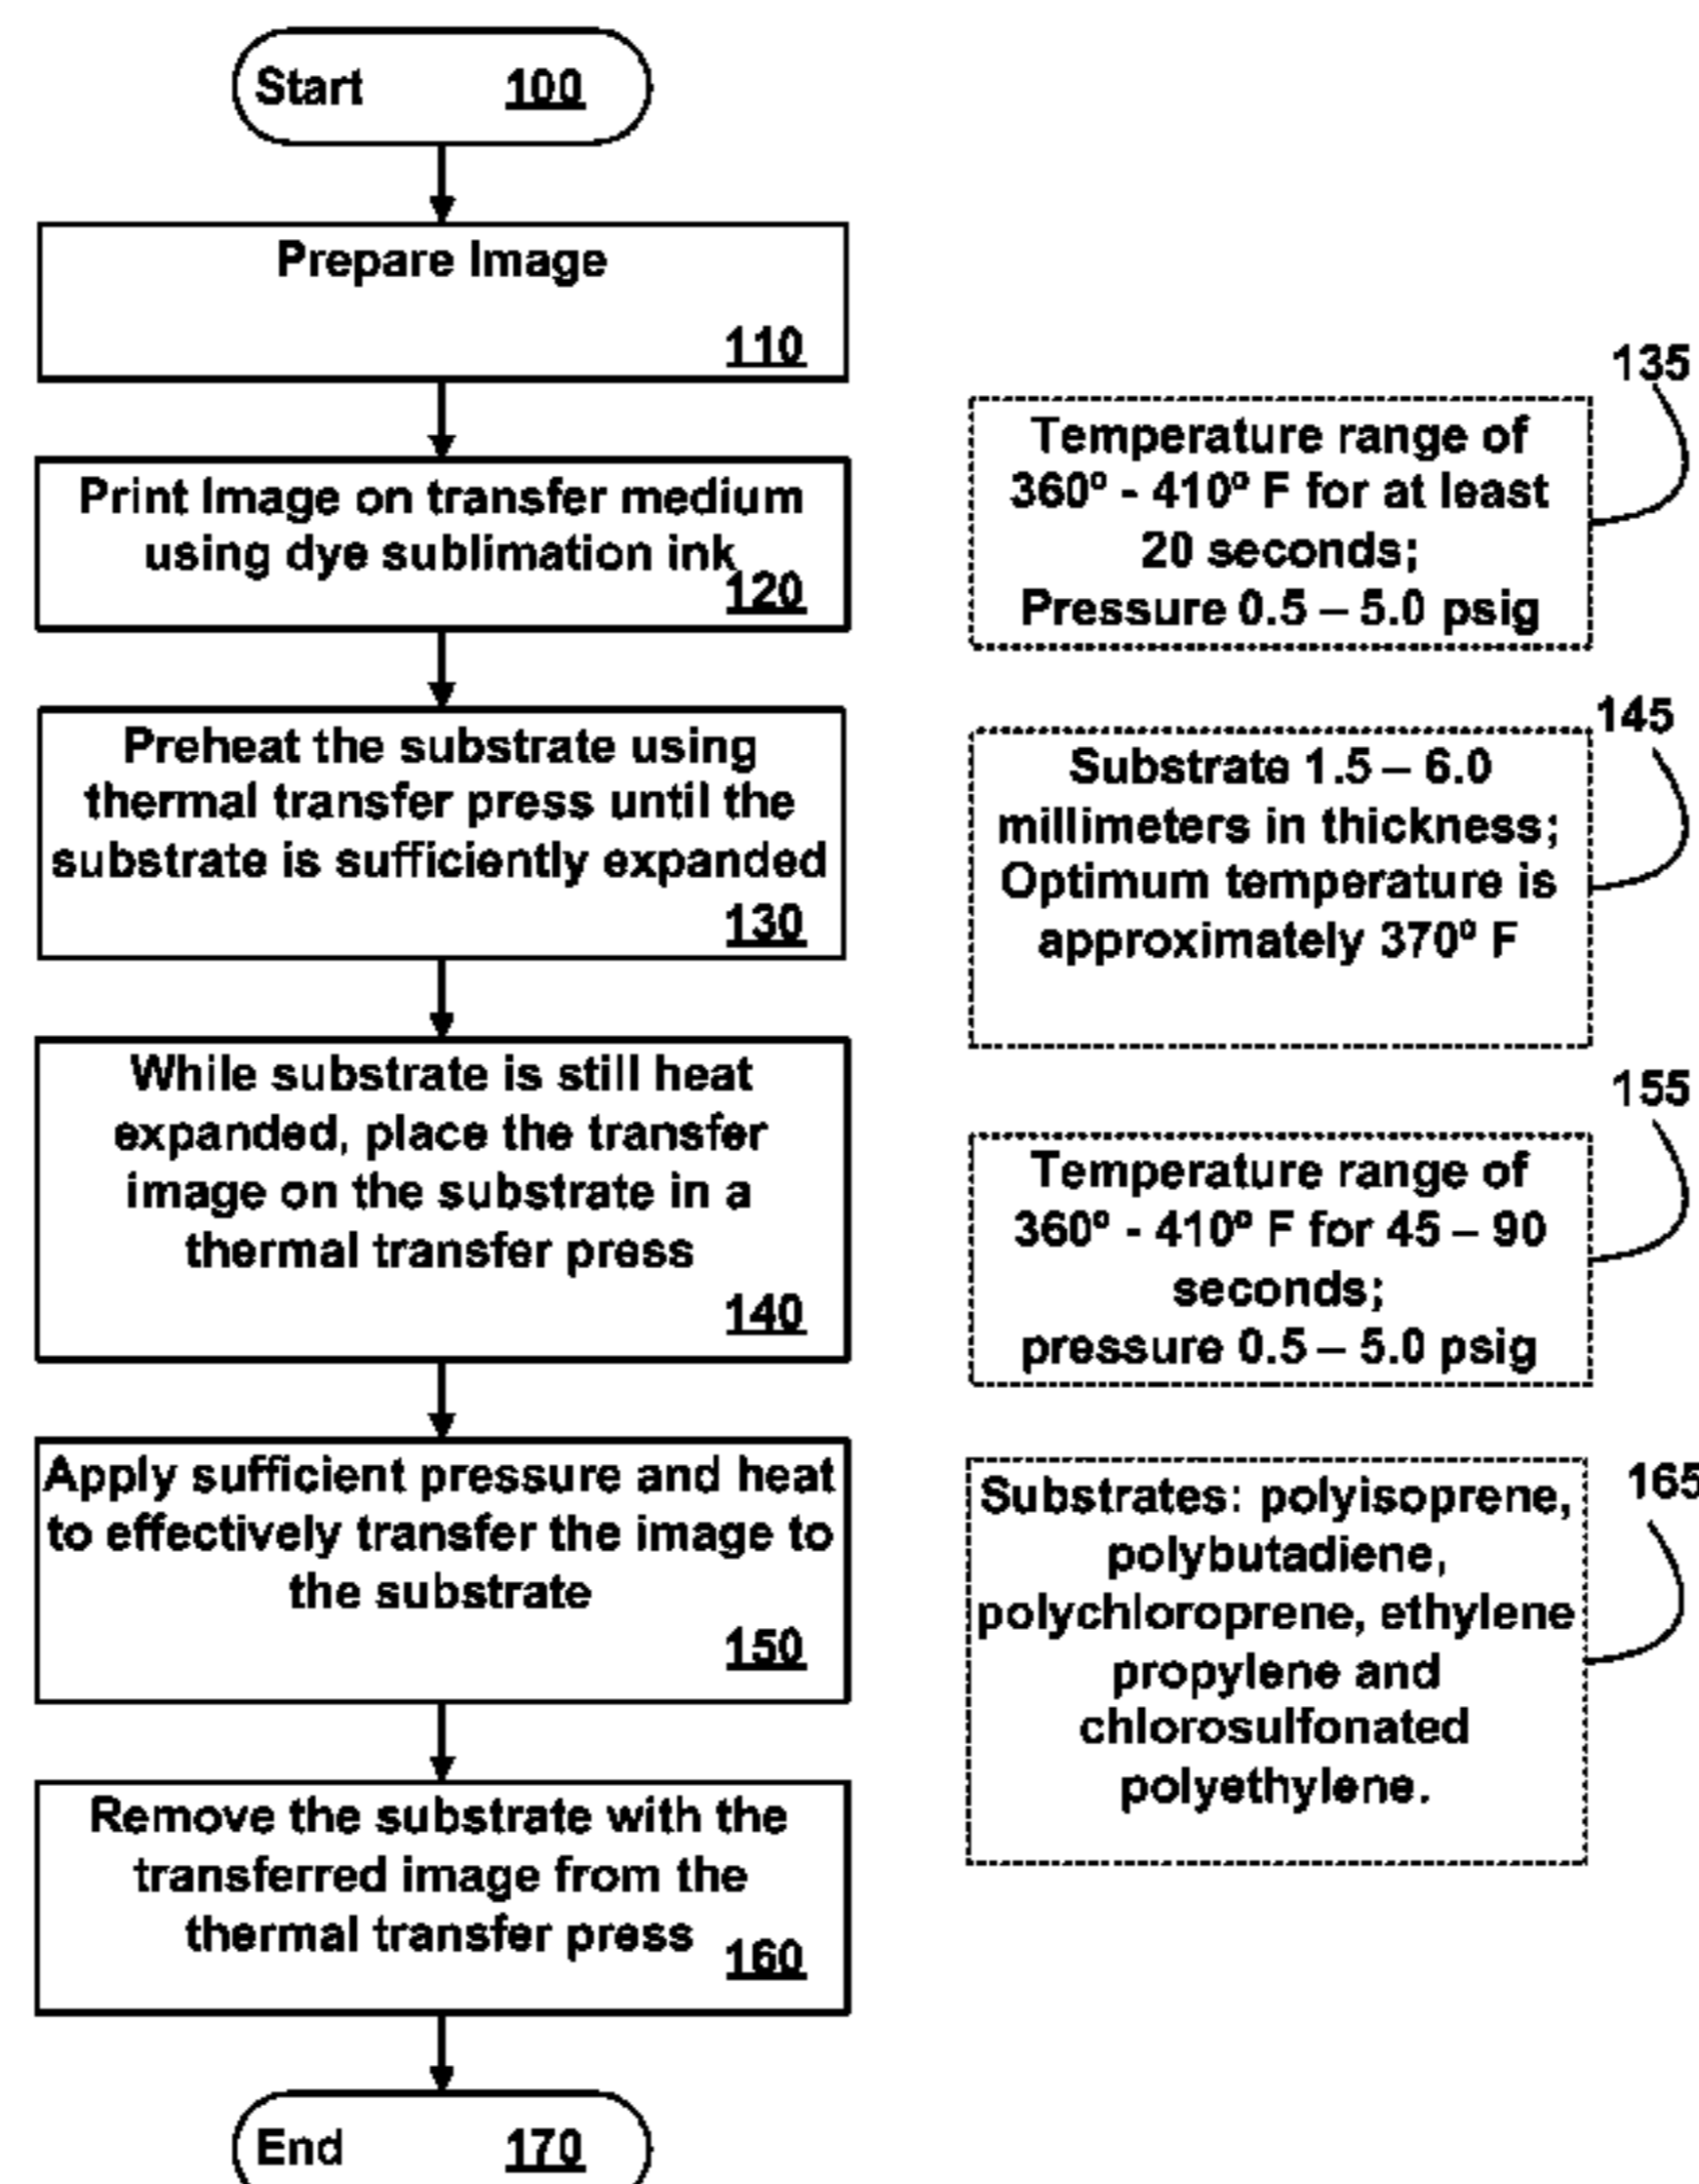 Start 100
Prepare Image
110
Print Image on transfer medium
using dye sublimation ink
120
Preheat the substrate using
thermal transfer press until the
substrate is sufficiently expanded
130
While substrate is still heat
expanded, place the transfer
image on the substrate in a
thermal transfer press
140
Apply sufficient pressure and heat
to effectively transfer the image to
the substrate
150
Remove the substrate with the
transferred image from the
thermal transfer press
160
End 170
135
Temperature range of
360º - 410º F for at least
20 seconds;
Pressure 0.5 – 5.0 psig
145
Substrate 1.5 – 6.0
millimeters in thickness;
Optimum temperature is
approximately 370º F
155
Temperature range of
360º - 410º F for 45 – 90
seconds;
pressure 0.5 – 5.0 psig
165
Substrates: polyisoprene,
polybutadiene,
polychloroprene, ethylene
propylene and
chlorosulfonated
polyethylene.